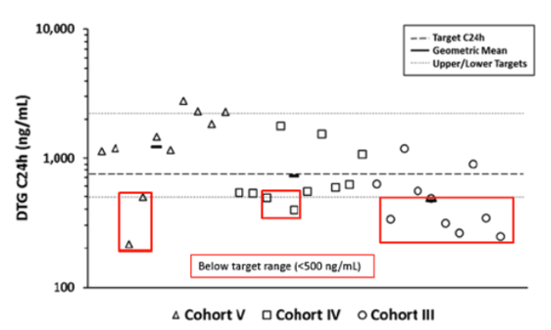 10,000
Target C24h
Geometric Mean
Upper/Lower Targets
DTG C24h (ng/mL)
1,000
Below target range (<500 ng/mL)
100
Cohort V
Cohort IV
Cohort III